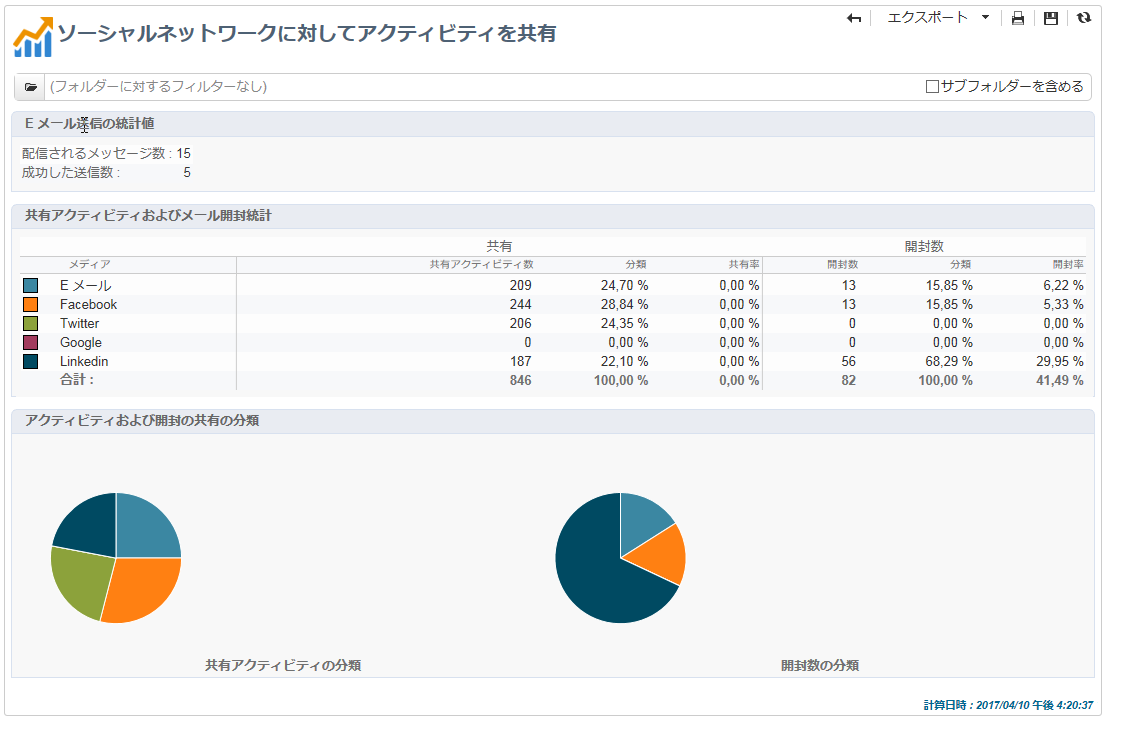 エクスポート
ソーシャルネットワークに対してアクティビティを共有
(フォルダーに対するフィルターなし) サブフォルダーを含める
E メール送信の統計値
配信されるメッセージ数 : 15
成功した送信数 : 5
共有アクティビティおよびメール開封統計
共有 開封数
メディア 共有アクティビティ数 分類 共有率 開封数 分類 開封率
E メール 209 24,70 % 0,00 % 13 15,85 % 6,22 %
Facebook 244 28,84 % 0,00 % 13 15,85 % 5,33 %
Twitter 206 24,35 % 0,00 % 0 0,00 % 0,00 %
Google 0 0,00 % 0,00 % 0 0,00 % 0,00 %
Linkedin 187 22,10 % 0,00 % 56 68,29 % 29,95 %
合計 : 846 100,00 % 0,00 % 82 100,00 % 41,49 %
アクティビティおよび開封の共有の分類
共有アクティビティの分類 開封数の分類
計算日時 : 2017/04/10 午後 4:20:37